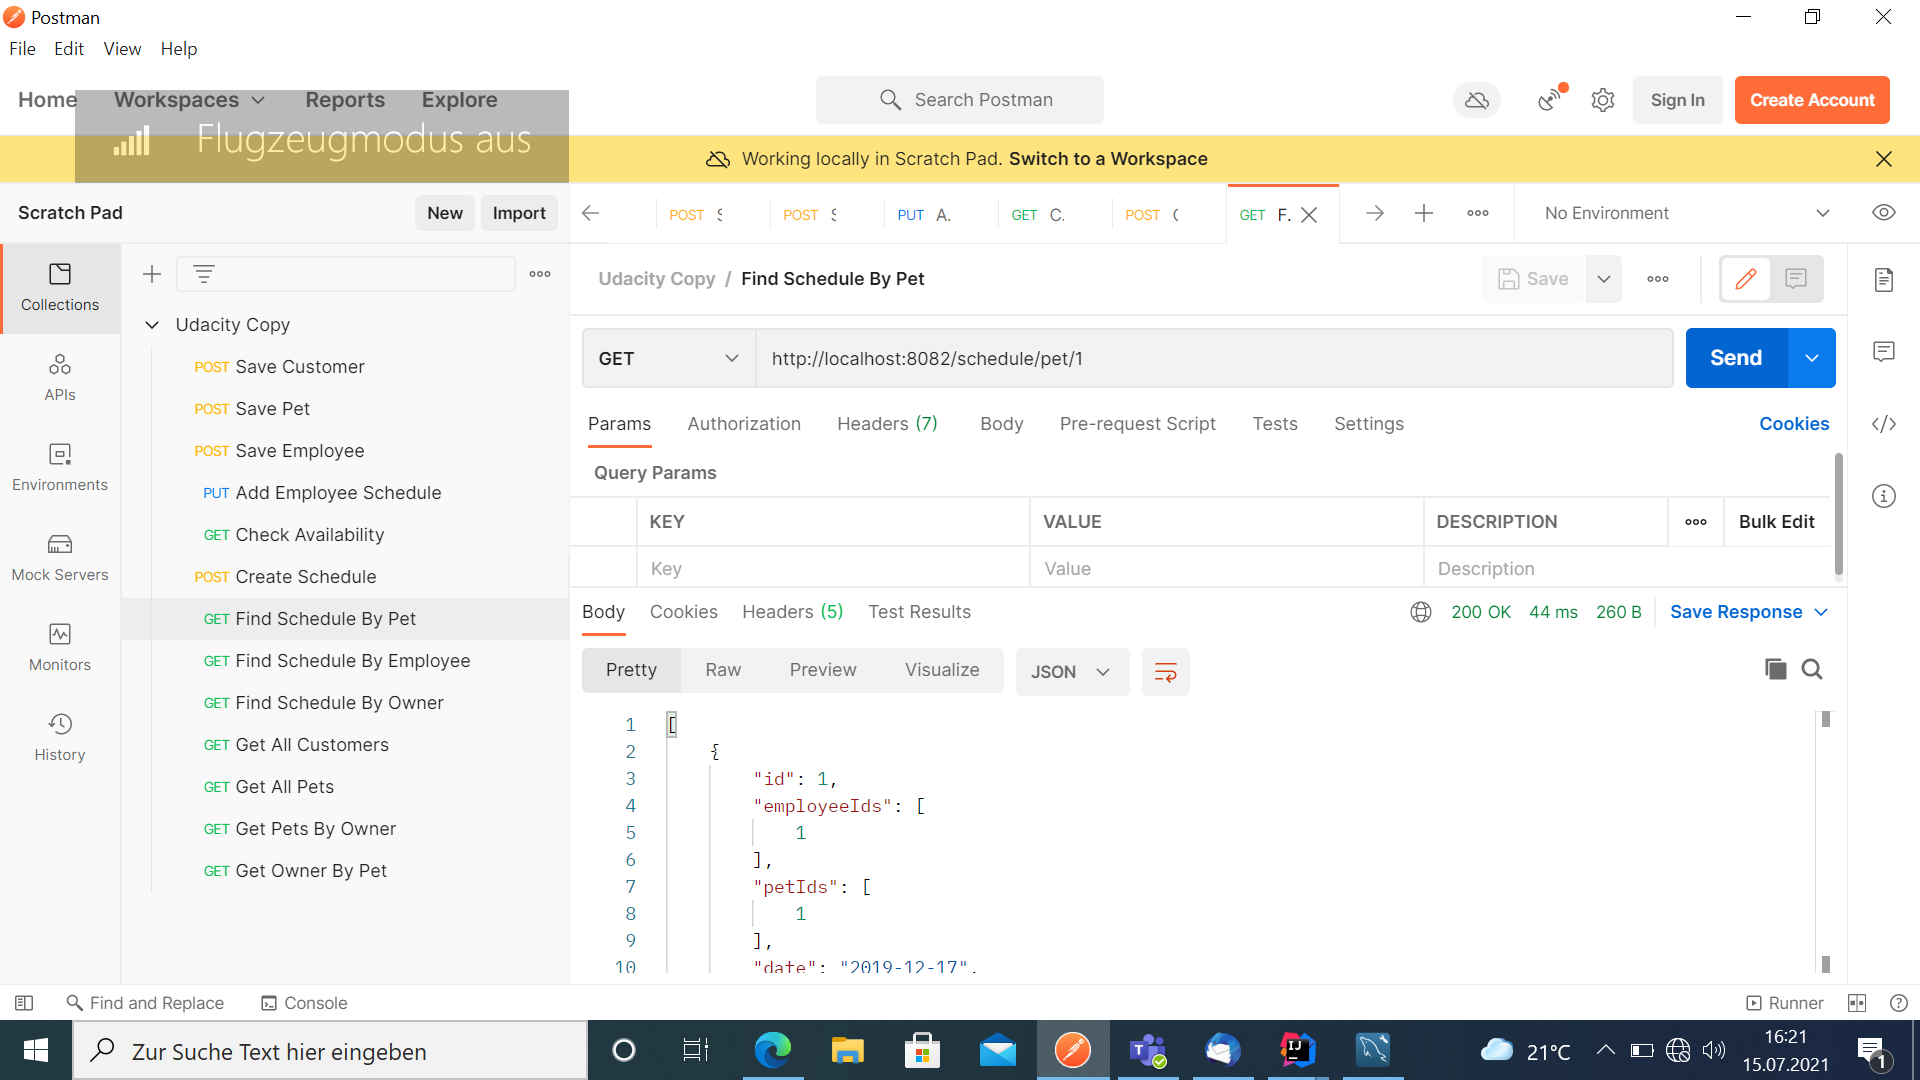 Postman
File Edit View Help
Home Workspaces Reports Explore
Search Postman
Sign In
Create Account
Flugzeugmodus aus
Working locally in Scratch Pad. Switch to a Workspace
Scratch Pad
New
Import
POST
POST
PUT A.
GET C.
POST
GET F.
No Environment
Collections
APIs
Environments
Mock Servers
Monitors
History
Udacity Copy
POST Save Customer
POST Save Pet
POST Save Employee
PUT Add Employee Schedule
GET Check Availability
POST Create Schedule
GET Find Schedule By Pet
GET Find Schedule By Employee
GET Find Schedule By Owner
GET Get All Customers
GET Get All Pets
GET Get Pets By Owner
GET Get Owner By Pet
Udacity Copy / Find Schedule By Pet
Save
GET
http://localhost:8082/schedule/pet/1
Send
Params Authorization Headers (7) Body Pre-request Script Tests Settings
Cookies
Query Params
KEY VALUE DESCRIPTION
Bulk Edit
Key Value Description
Body Cookies Headers (5) Test Results
200 OK 44 ms 260 B
Save Response
Pretty Raw Preview Visualize
JSON
1 [
2 {
3 "id": 1,
4 "employeeIds": [
5 1
6 ],
7 "petIds": [
8 1
9 ],
10 "date": "2019-12-17",
Find and Replace
Console
Runner
Zur Suche Text hier eingeben
21°C
16:21
15.07.2021
1